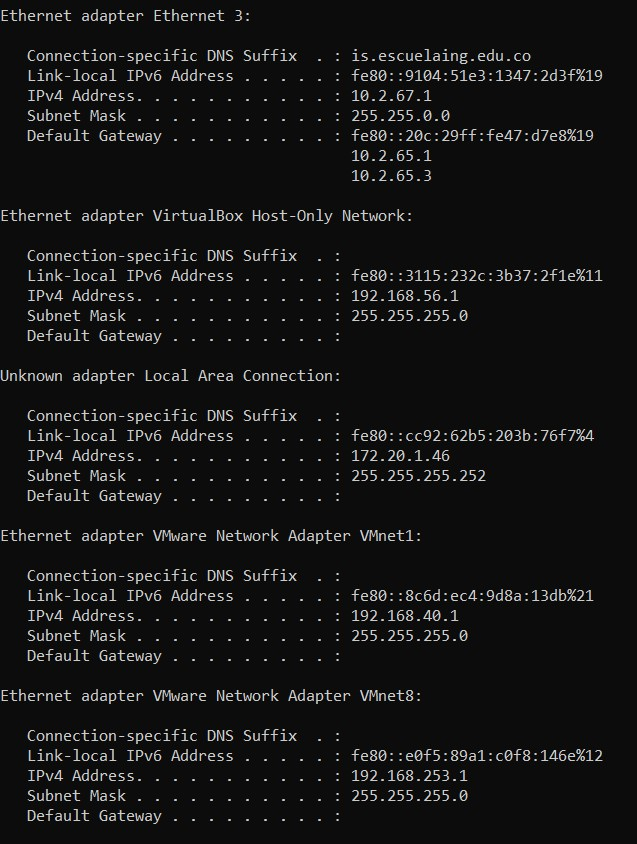 Ethernet adapter Ethernet 3:
Connection-specific DNS Suffix  . : is.escuelaing.edu.co
Link-local IPv6 Address . . . . . : fe80::9104:51e3:1347:2d3f%19
IPv4 Address. . . . . . . . . . . : 10.2.67.1
Subnet Mask . . . . . . . . . . . : 255.255.0.0
Default Gateway . . . . . . . . . : fe80::20c:29ff:fe47:d7e8%19
10.2.65.1
10.2.65.3
Ethernet adapter VirtualBox Host-Only Network:
Connection-specific DNS Suffix  . :
Link-local IPv6 Address . . . . . : fe80::3115:232c:3b37:2f1e%11
IPv4 Address. . . . . . . . . . . : 192.168.56.1
Subnet Mask . . . . . . . . . . . : 255.255.255.0
Default Gateway . . . . . . . . . :
Unknown adapter Local Area Connection:
Connection-specific DNS Suffix  . :
Link-local IPv6 Address . . . . . : fe80::cc92:62b5:203b:76f7%4
IPv4 Address. . . . . . . . . . . : 172.20.1.46
Subnet Mask . . . . . . . . . . . : 255.255.255.252
Default Gateway . . . . . . . . . :
Ethernet adapter VMware Network Adapter VMnet1:
Connection-specific DNS Suffix  . :
Link-local IPv6 Address . . . . . : fe80::8c6d:ec4:9d8a:13db%21
IPv4 Address. . . . . . . . . . . : 192.168.40.1
Subnet Mask . . . . . . . . . . . : 255.255.255.0
Default Gateway . . . . . . . . . :
Ethernet adapter VMware Network Adapter VMnet8:
Connection-specific DNS Suffix  . :
Link-local IPv6 Address . . . . . : fe80::e0f5:89a1:c0f8:146e%12
IPv4 Address. . . . . . . . . . . : 192.168.253.1
Subnet Mask . . . . . . . . . . . : 255.255.255.0
Default Gateway . . . . . . . . . :